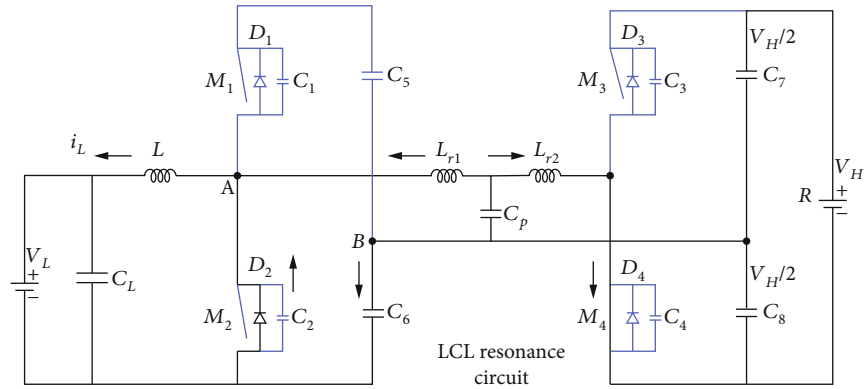 D1
M1
C1
C5
D3
M3
C3
VH/2
C7
iL
L
A
Lr1
Lr2
Cp
R
VH
+
−
B
VL
+
−
CL
D2
M2
C2
C6
D4
M4
C4
VH/2
C8
LCL resonance
circuit